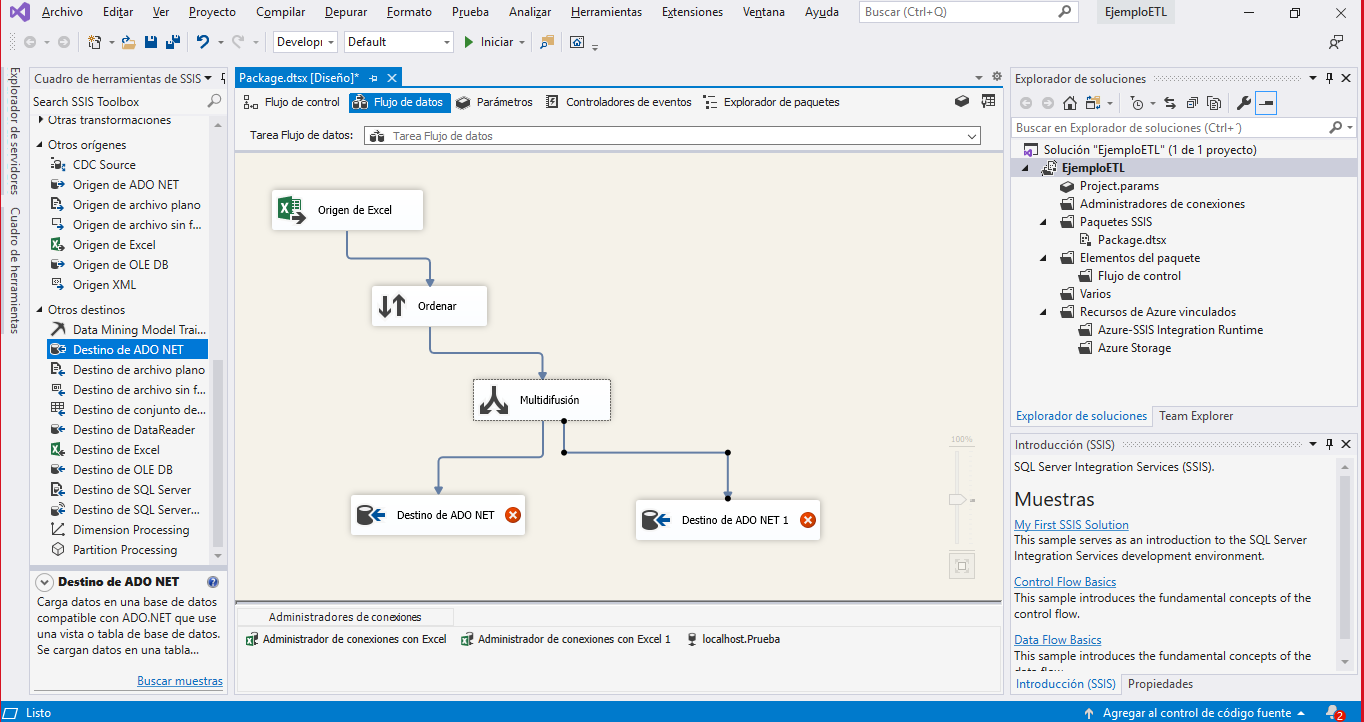 Archivo Editar Ver Proyecto Compilar Depurar Formato Prueba Analizar Herramientas Extensiones Ventana Ayuda Buscar (Ctrl+Q) EjemploETL
Develop Default Iniciar
Explorador de servidores
Cuadro de herramientas
Cuadro de herramientas de SSIS
Search SSIS Toolbox
Otras transformaciones
Otros orígenes
CDC Source
Origen de ADO NET
Origen de archivo plano
Origen de archivo sin f...
Origen de Excel
Origen de OLE DB
Origen XML
Otros destinos
Data Mining Model Trai...
Destino de ADO NET
Destino de archivo plano
Destino de archivo sin f...
Destino de conjunto de...
Destino de DataReader
Destino de Excel
Destino de OLE DB
Destino de SQL Server
Destino de SQL Server...
Dimension Processing
Partition Processing
Destino de ADO NET
Carga datos en una base de datos
compatible con ADO.NET que use
una vista o tabla de base de datos.
Se cargan datos en una tabla...
Buscar muestras
Package.dtsx [Diseño]*
Flujo de control Flujo de datos Parámetros Controladores de eventos Explorador de paquetes
Tarea Flujo de datos: Tarea Flujo de datos
Origen de Excel
Ordenar
Multidifusión
Destino de ADO NET
Destino de ADO NET 1
100%
Administradores de conexiones
Administrador de conexiones con Excel Administrador de conexiones con Excel 1 localhost.Prueba
Explorador de soluciones
Buscar en Explorador de soluciones (Ctrl+´)
Solución "EjemploETL" (1 de 1 proyecto)
EjemploETL
Project.params
Administradores de conexiones
Paquetes SSIS
Package.dtsx
Elementos del paquete
Flujo de control
Varios
Recursos de Azure vinculados
Azure-SSIS Integration Runtime
Azure Storage
Explorador de soluciones Team Explorer
Introducción (SSIS)
SQL Server Integration Services (SSIS).
Muestras
My First SSIS Solution
This sample serves as an introduction to the SQL Server
Integration Services development environment.
Control Flow Basics
This sample introduces the fundamental concepts of the
control flow.
Data Flow Basics
This sample introduces the fundamental concepts of the
data flow.
Introducción (SSIS) Propiedades
Listo Agregar al control de código fuente 2